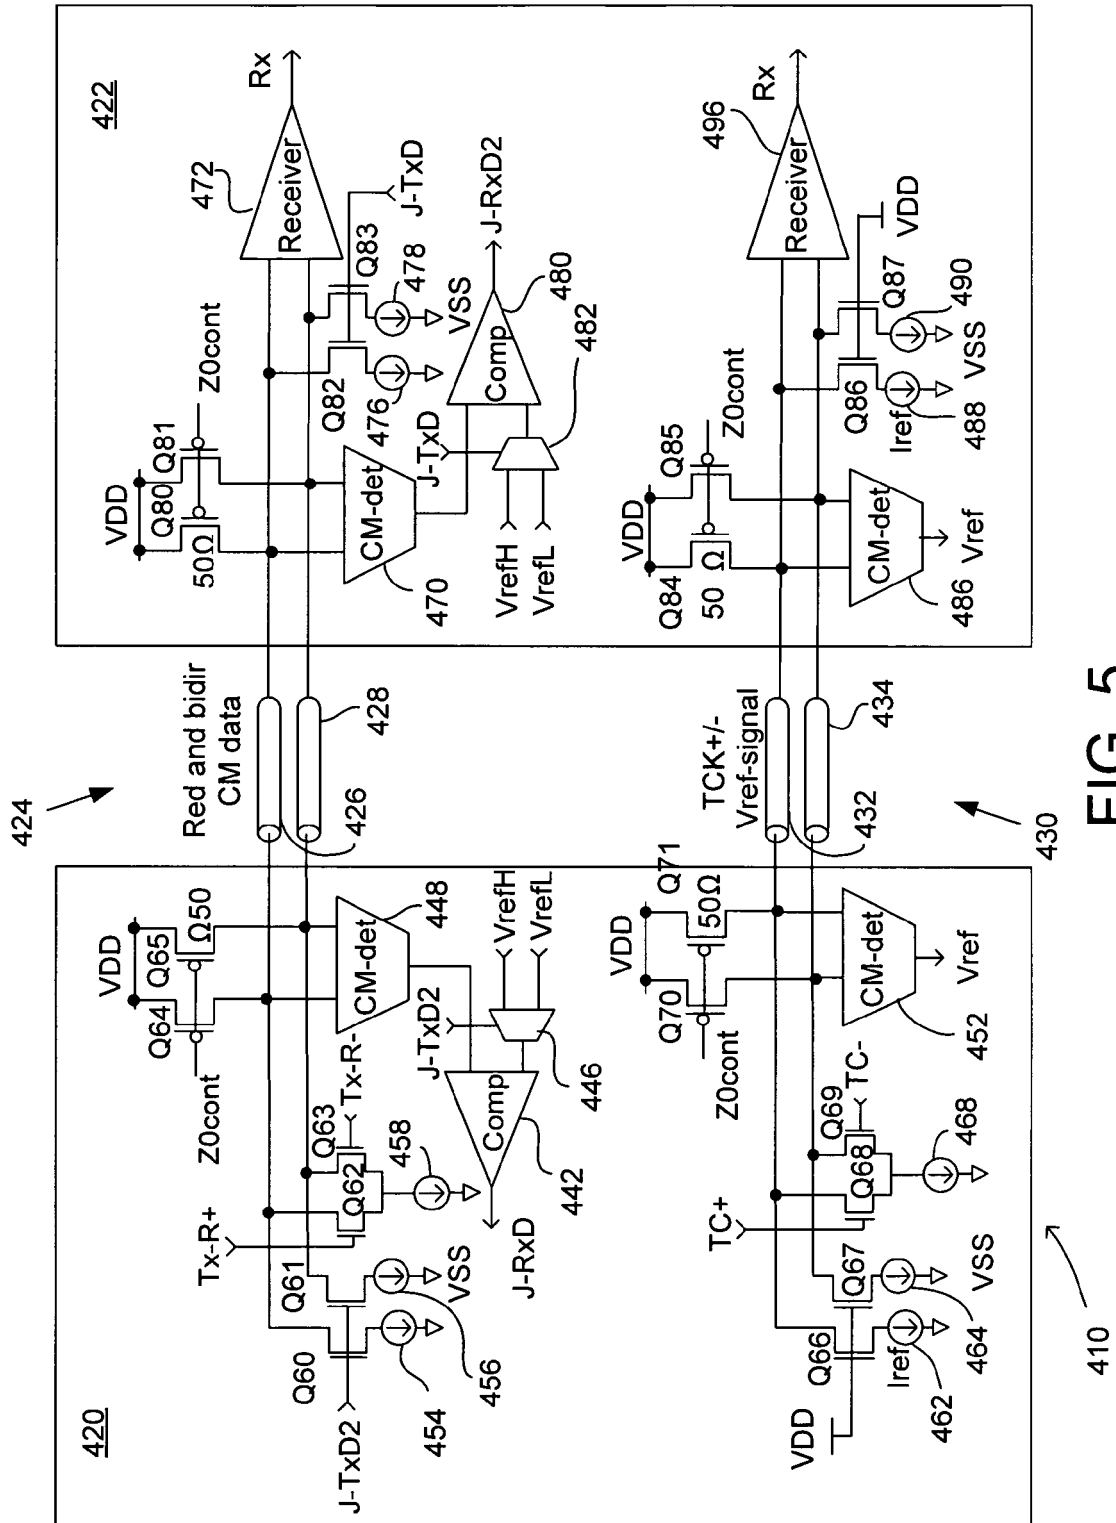 424
Red and bidir
CM data
426
428
TCK+/-
Vref-signal
432
434
430
FIG. 5
410
420
J-TxD2
Q60
Q61
454
456
VSS
Tx-R+
Q62
Q63
Tx-R-
458
Z0cont
Q64
Q65
VDD
Ω50
CM-det
448
J-TxD2
VrefH
VrefL
446
Comp
442
J-RxD
VDD
Q66
Q67
Iref
462
464
VSS
TC+
Q68
Q69
TC-
468
Z0cont
Q70
Q71
VDD
50Ω
CM-det
452
Vref
422
VDD
Q80
Q81
Z0cont
50Ω
CM-det
470
472
Receiver
Rx
Q82
Q83
J-TxD
476
478
VSS
J-TxD
VrefH
VrefL
482
Comp
480
J-RxD2
VDD
Q84
Q85
Z0cont
50 Ω
CM-det
486
Vref
496
Receiver
Rx
Q86
Q87
VDD
Iref
488
490
VSS